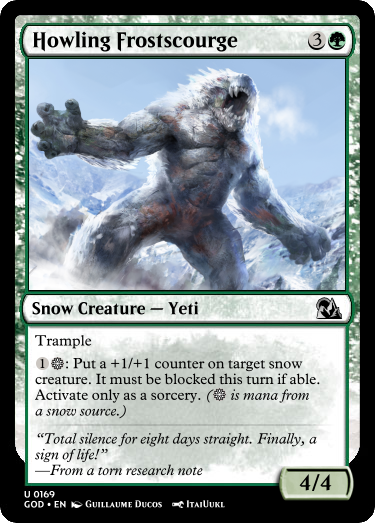 Howling Frostscourge 3
Snow Creature — Yeti
Trample
1 : Put a +1/+1 counter on target snow
creature. It must be blocked this turn if able.
Activate only as a sorcery. ( is mana from
a snow source.)
“Total silence for eight days straight. Finally, a
sign of life!”
—From a torn research note
4/4
U 0169
GOD • EN Guillaume Ducos ItaiUukl